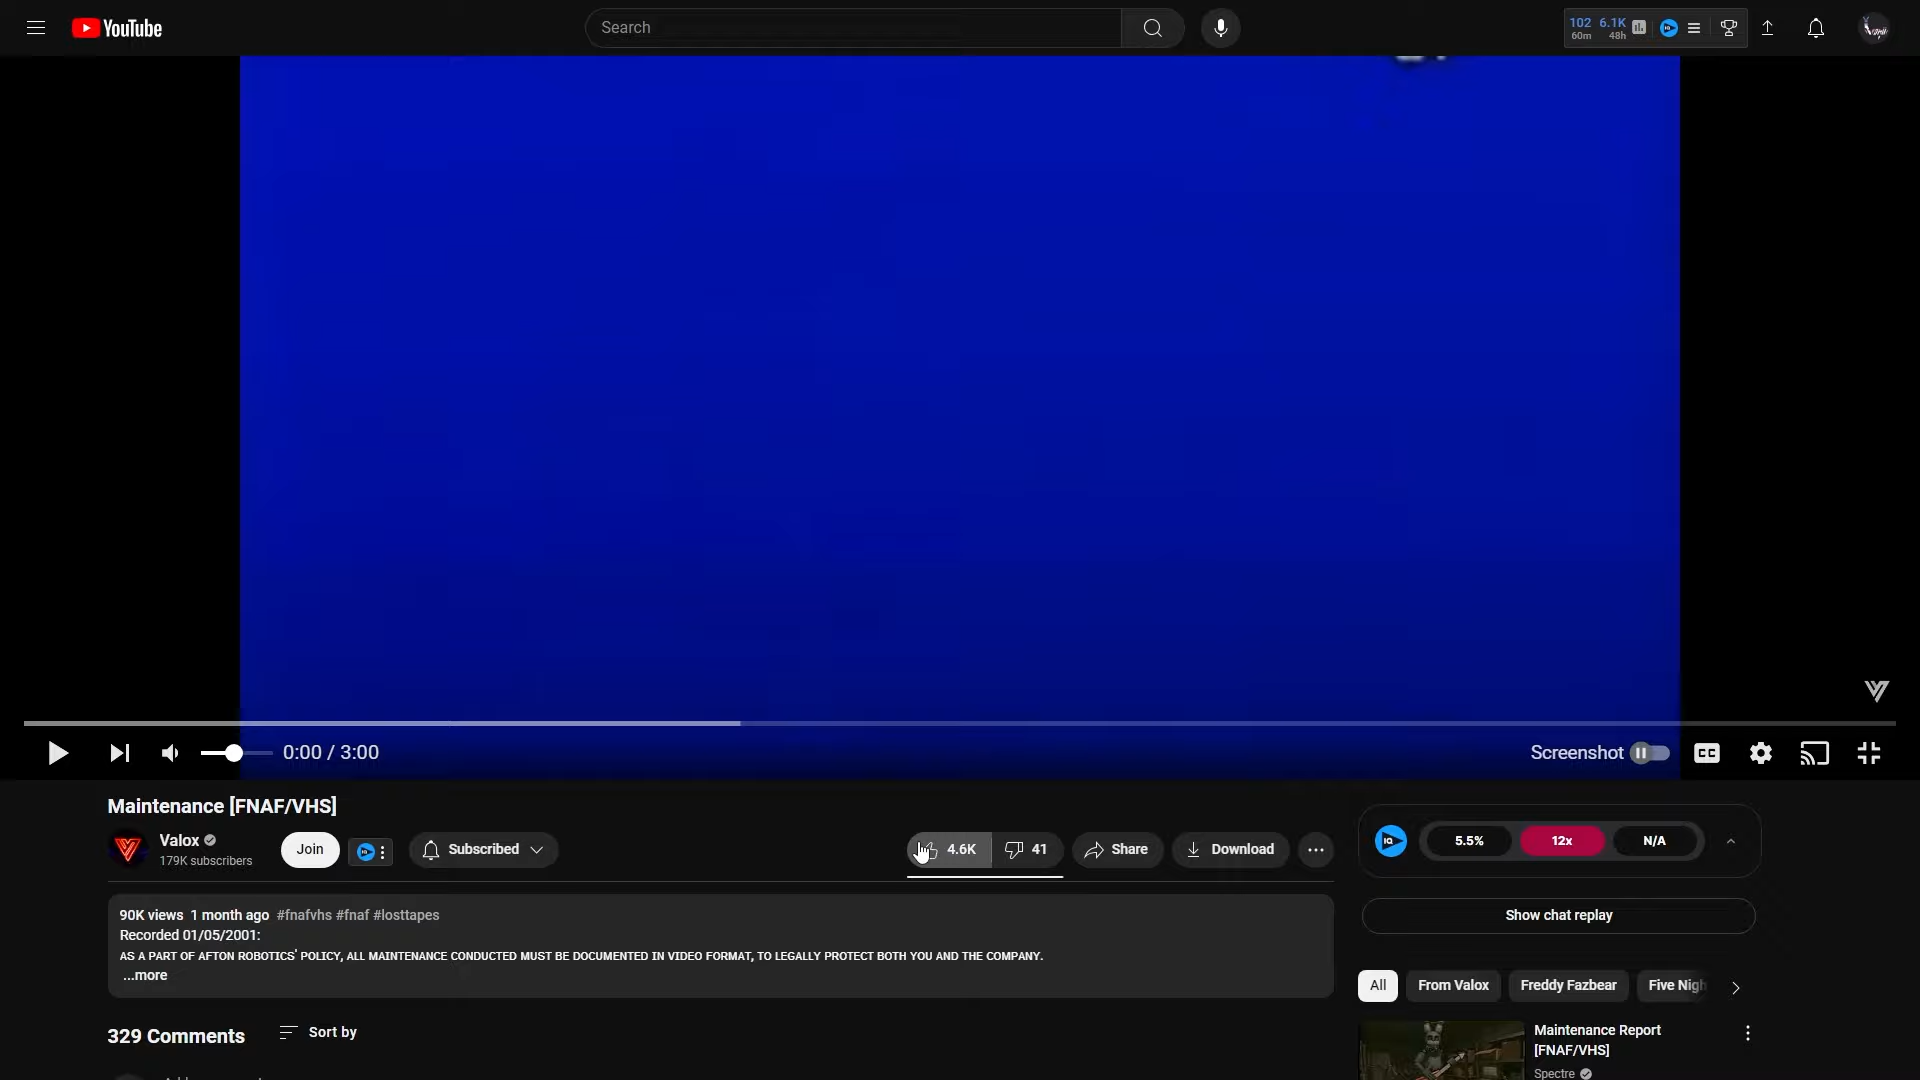 YouTube
Search
102 6.1K
60m 48h
0:00 / 3:00
Screenshot
CC
Maintenance [FNAF/VHS]
Valox
179K subscribers
Join
IQ
Subscribed
4.6K
41
Share
Download
IQ
5.5%
12x
N/A
90K views 1 month ago #fnafvhs #fnaf #losttapes
Recorded 01/05/2001:
AS A PART OF AFTON ROBOTICS' POLICY, ALL MAINTENANCE CONDUCTED MUST BE DOCUMENTED IN VIDEO FORMAT, TO LEGALLY PROTECT BOTH YOU AND THE COMPANY.
...more
Show chat replay
All
From Valox
Freddy Fazbear
Five Nigh
329 Comments
Sort by
Maintenance Report
[FNAF/VHS]
Spectre